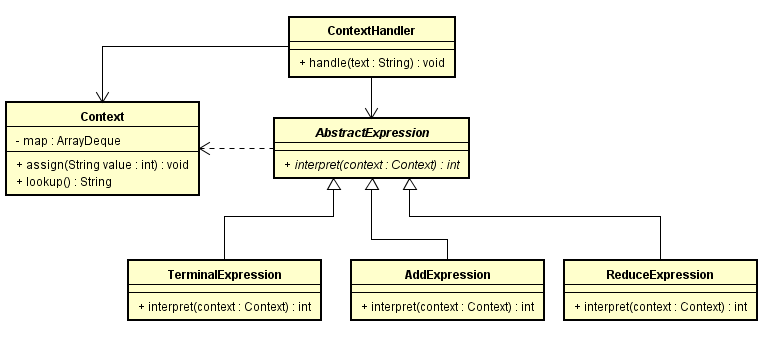 ContextHandler
+ handle(text : String) : void
Context
- map : ArrayDeque
+ assign(String value : int) : void
+ lookup() : String
AbstractExpression
+ interpret(context : Context) : int
TerminalExpression
+ interpret(context : Context) : int
AddExpression
+ interpret(context : Context) : int
ReduceExpression
+ interpret(context : Context) : int